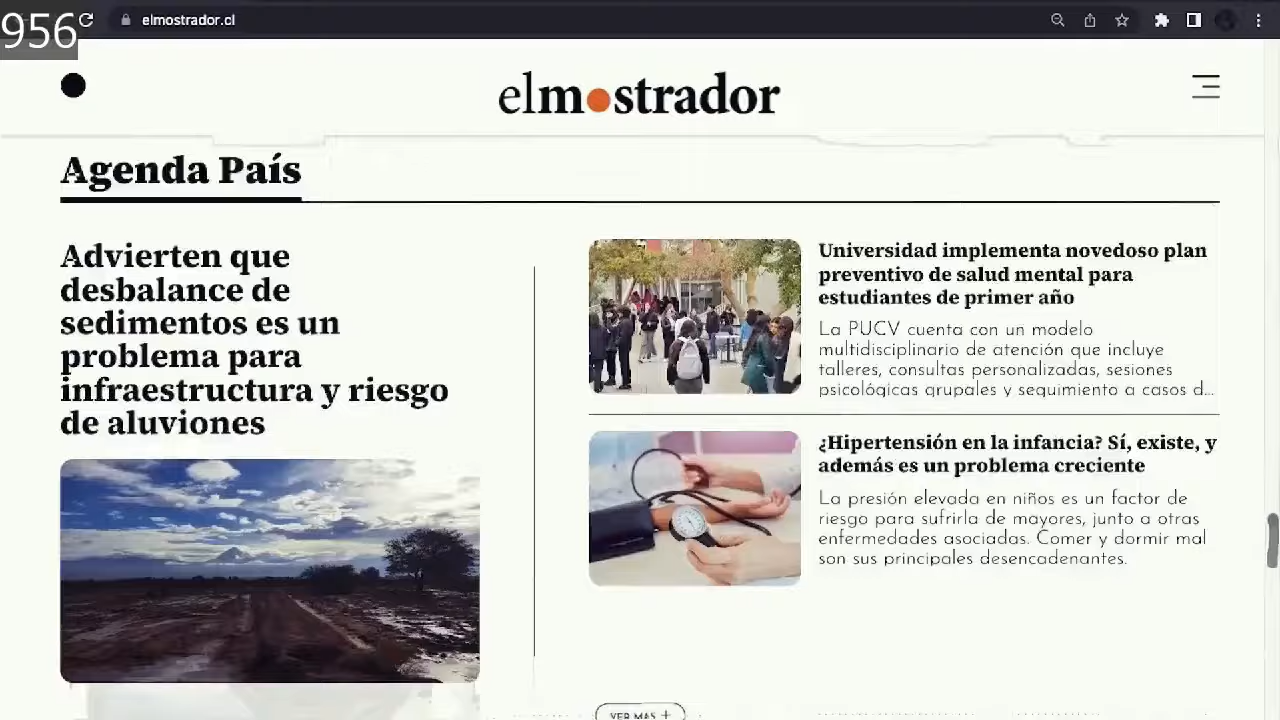 956
elmostrador.cl
elmostrador
Agenda País
Advierten que
desbalance de
sedimentos es un
problema para
infraestructura y riesgo
de aluviones
Universidad implementa novedoso plan
preventivo de salud mental para
estudiantes de primer año
La PUCV cuenta con un modelo
multidisciplinario de atención que incluye
talleres, consultas personalizadas, sesiones
psicológicas grupales y seguimiento a casos d...
¿Hipertensión en la infancia? Sí, existe, y
además es un problema creciente
La presión elevada en niños es un factor de
riesgo para sufrirla de mayores, junto a otras
enfermedades asociadas. Comer y dormir mal
son sus principales desencadenantes.
VER MAS +